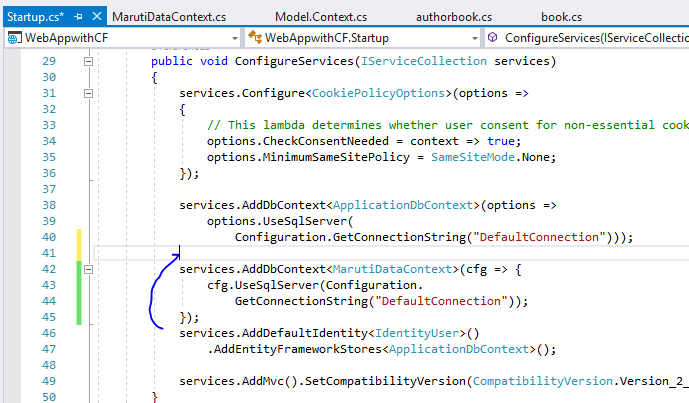 Startup.cs*
MarutiDataContext.cs
Model.Context.cs
authorbook.cs
book.cs
WebAppwithCF
WebAppwithCF.Startup
ConfigureServices(IServiceCollectio
29 public void ConfigureServices(IServiceCollection services)
30 {
31 services.Configure<CookiePolicyOptions>(options =>
32 {
33 // This lambda determines whether user consent for non-essential cook
34 options.CheckConsentNeeded = context => true;
35 options.MinimumSameSitePolicy = SameSiteMode.None;
36 });
37
38 services.AddDbContext<ApplicationDbContext>(options =>
39 options.UseSqlServer(
40 Configuration.GetConnectionString("DefaultConnection")));
41
42 services.AddDbContext<MarutiDataContext>(cfg => {
43 cfg.UseSqlServer(Configuration.
44 GetConnectionString("DefaultConnection"));
45 });
46 services.AddDefaultIdentity<IdentityUser>()
47 .AddEntityFrameworkStores<ApplicationDbContext>();
48
49 services.AddMvc().SetCompatibilityVersion(CompatibilityVersion.Version_2_
50 }